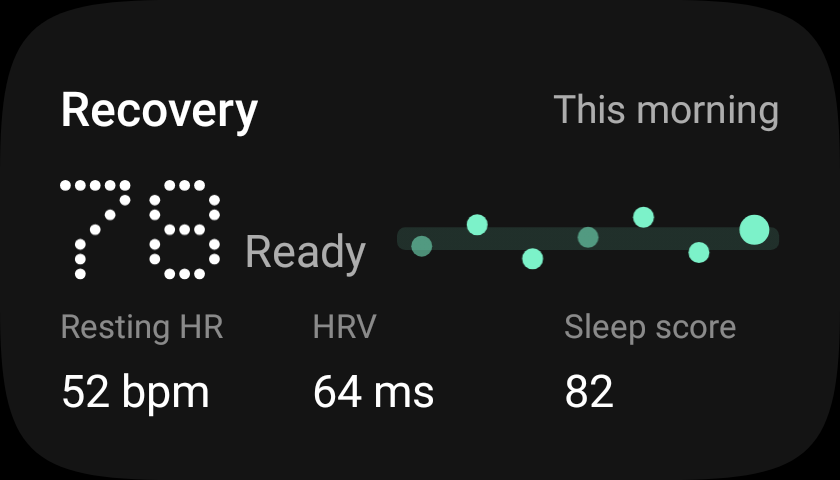 Recovery
This morning
78 Ready
Resting HR
HRV
Sleep score
52 bpm
64 ms
82